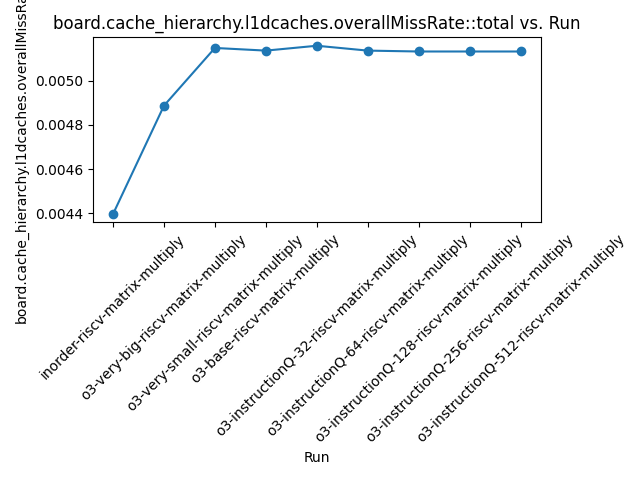 board.cache_hierarchy.l1dcaches.overallMissRate::total vs. Run
board.cache_hierarchy.l1dcaches.overallMissRa
0.0050
0.0048
0.0046
0.0044
inorder-riscv-matrix-multiply
o3-very-big-riscv-matrix-multiply
o3-very-small-riscv-matrix-multiply
o3-base-riscv-matrix-multiply
o3-instructionQ-32-riscv-matrix-multiply
o3-instructionQ-64-riscv-matrix-multiply
o3-instructionQ-128-riscv-matrix-multiply
o3-instructionQ-256-riscv-matrix-multiply
o3-instructionQ-512-riscv-matrix-multiply
Run